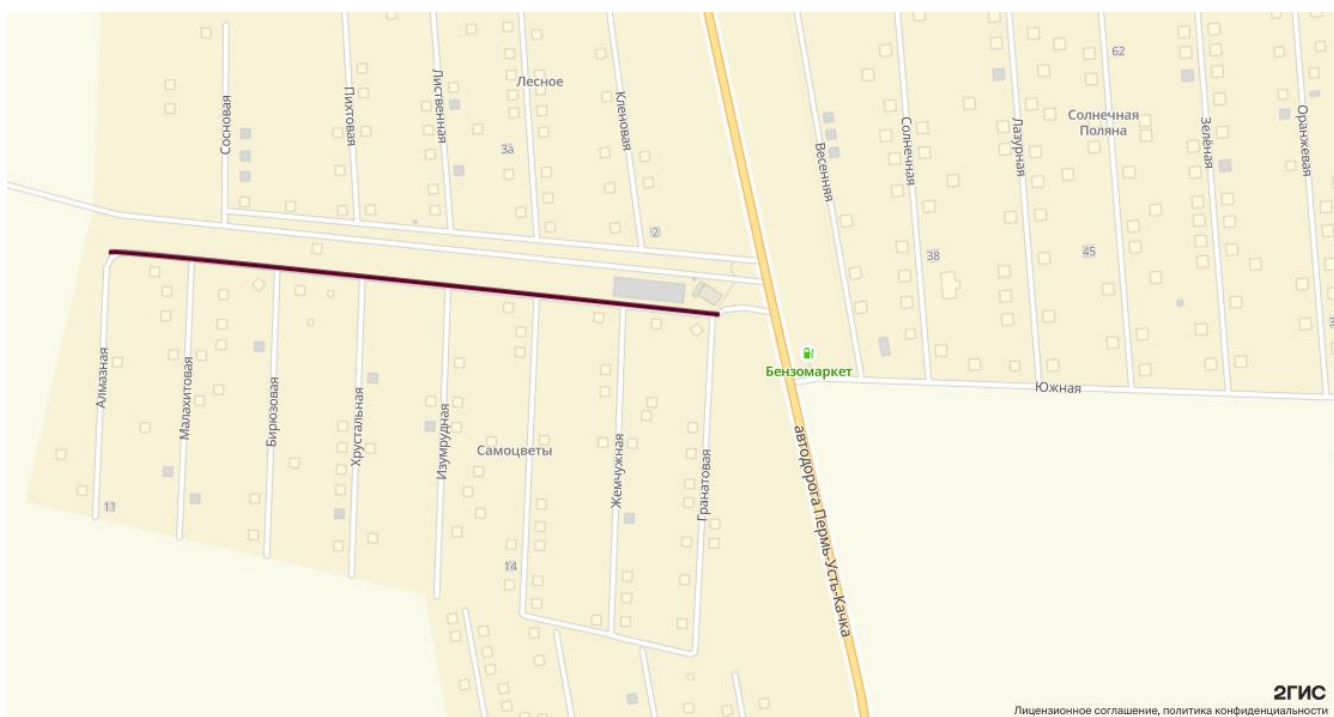 62
Лесное
Сосновая
Пихтовая
Лиственная
Кленовая
Солнечная
Поляна
3а
Весенняя
Солнечная
Лазурная
Зелёная
Оранжевая
2
38
45
3
Бензомаркет
Южная
Алмазная
Малахитовая
Бирюзовая
Хрустальная
Изумрудная
Самоцветы
Жемчужная
Гранатовая
автодорога Пермь-Усть-Качка
11
14
2ГИС
Лицензионное соглашение, политика конфиденциальности